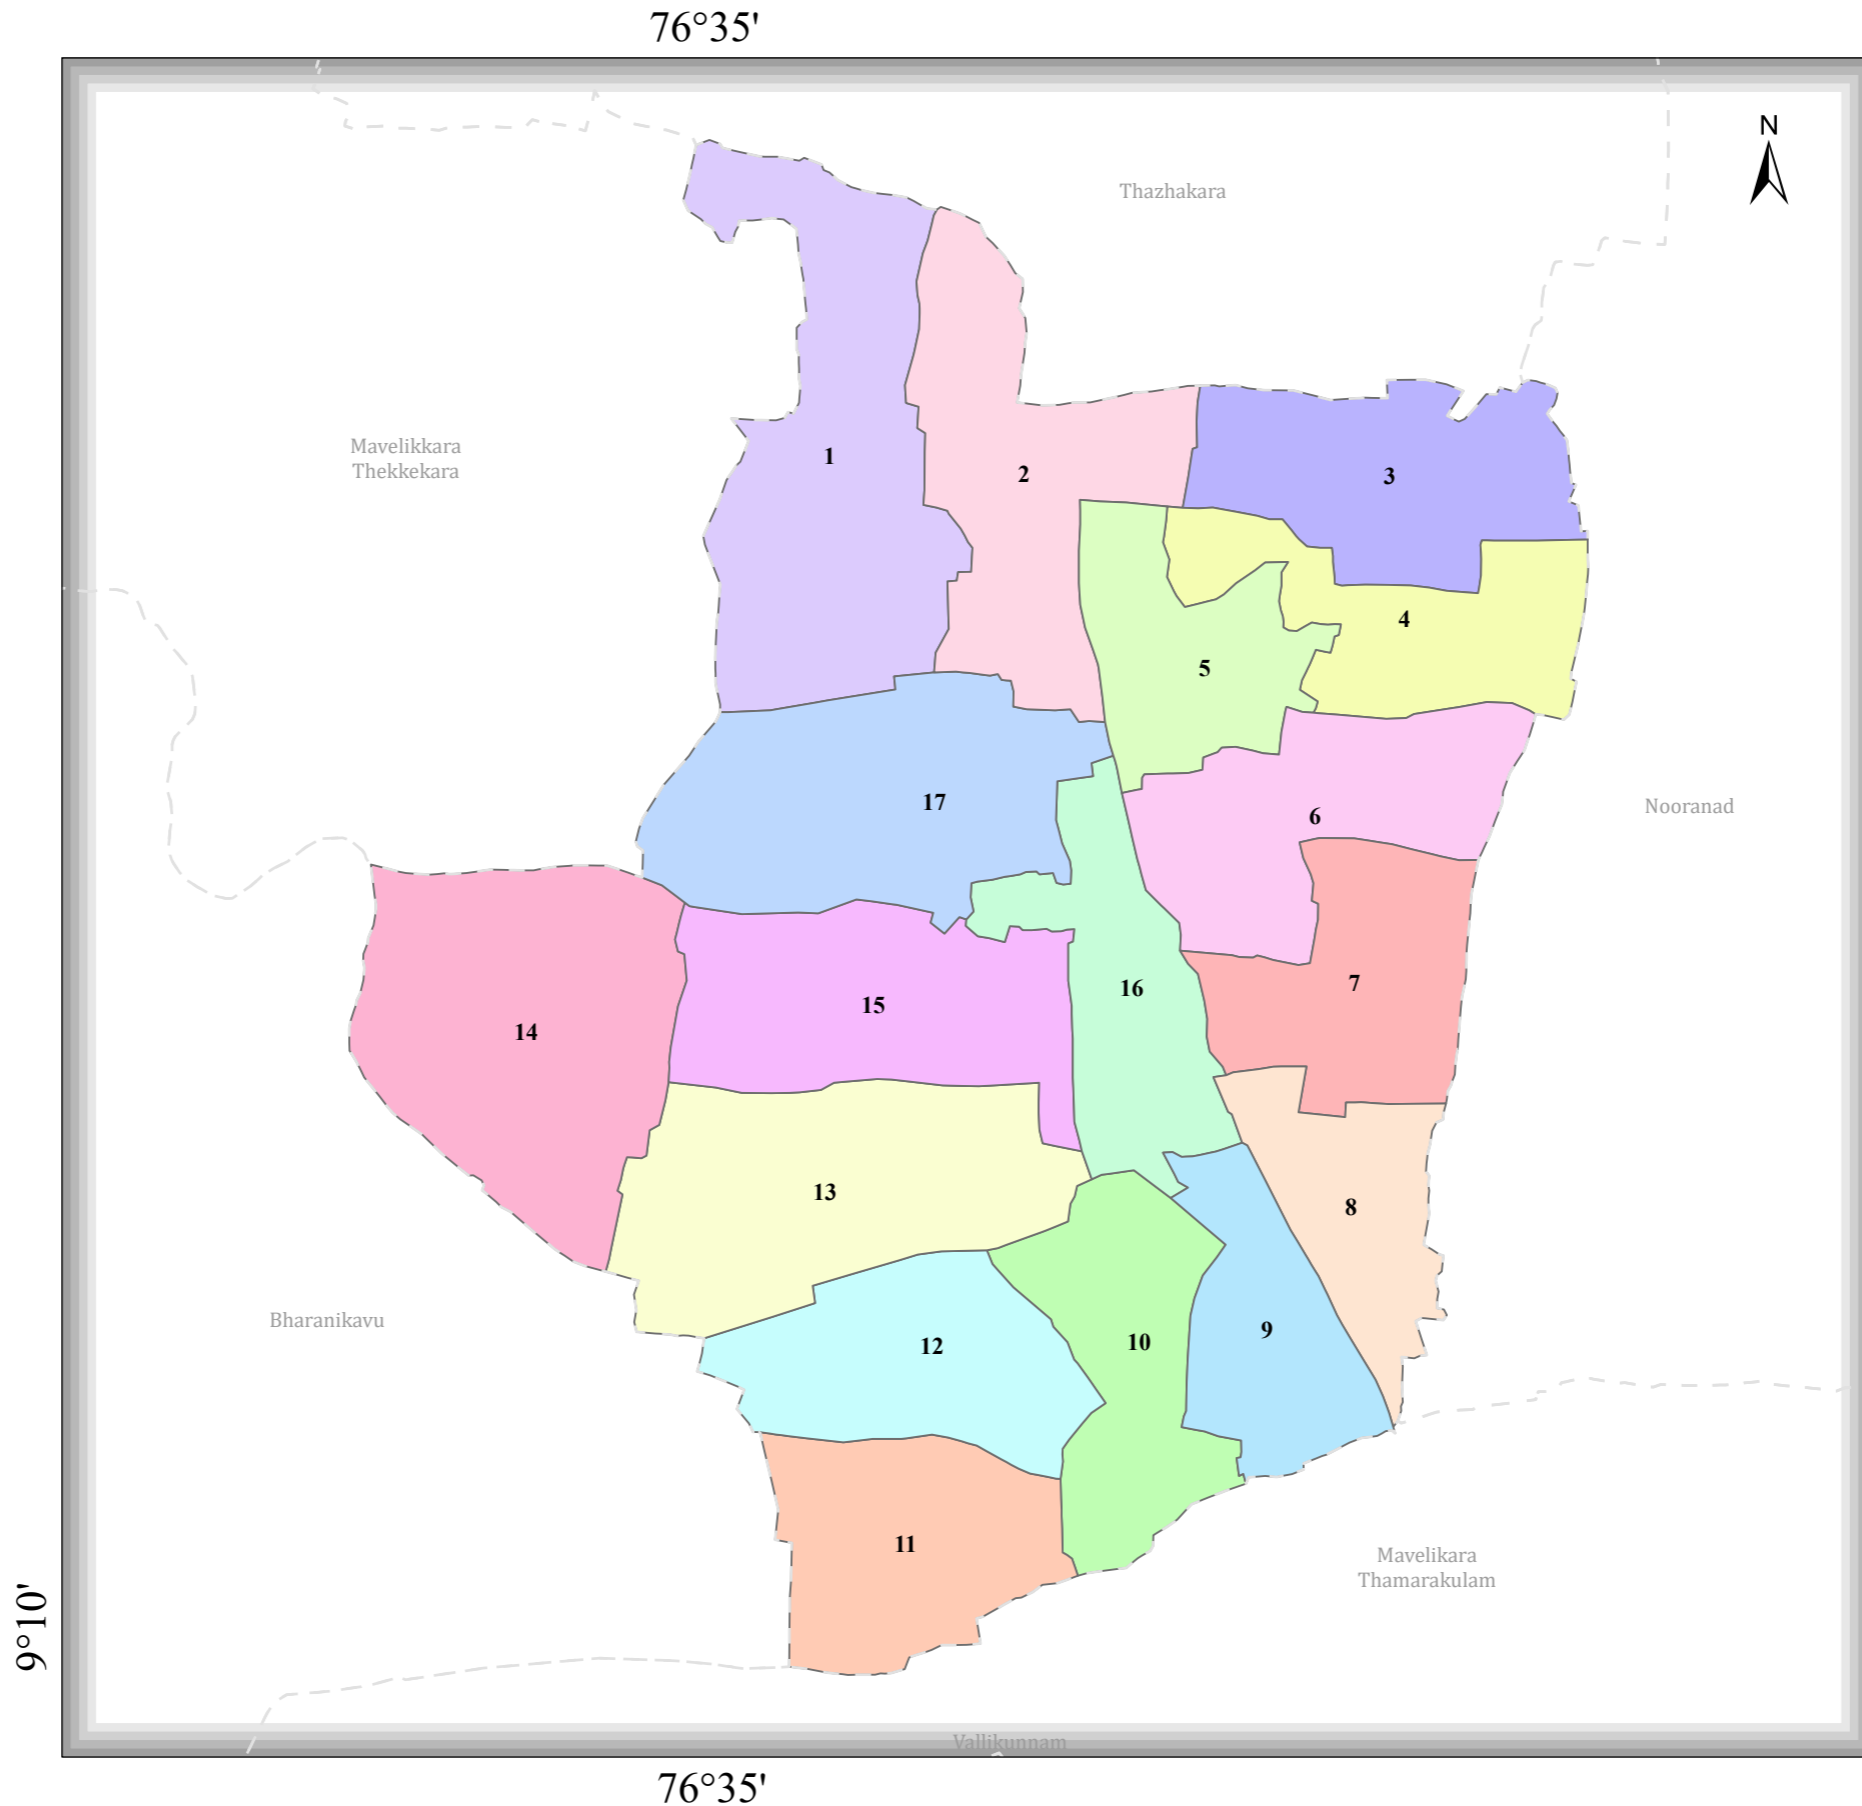 76°35'
N
Thazhakara
Mavelikkara
Thekkekara
1
2
3
4
5
17
6
Nooranad
7
16
15
14
13
8
Bharanikavu
9
10
12
11
Mavelikara
Thamarakulam
9°10'
Vallikunnam
76°35'